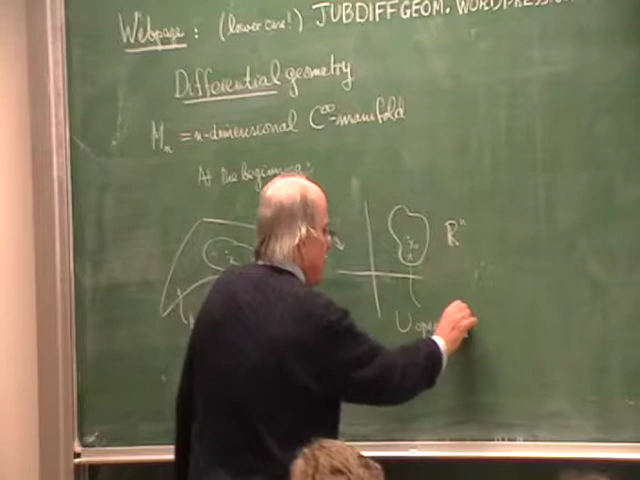 Webpage : (lower case!) JUBDIFFGEOM. WORDPRESS.
Differential geometry
Mₙ = n-dimensional C^∞-manifold
At the beginning:
ℝⁿ
U open